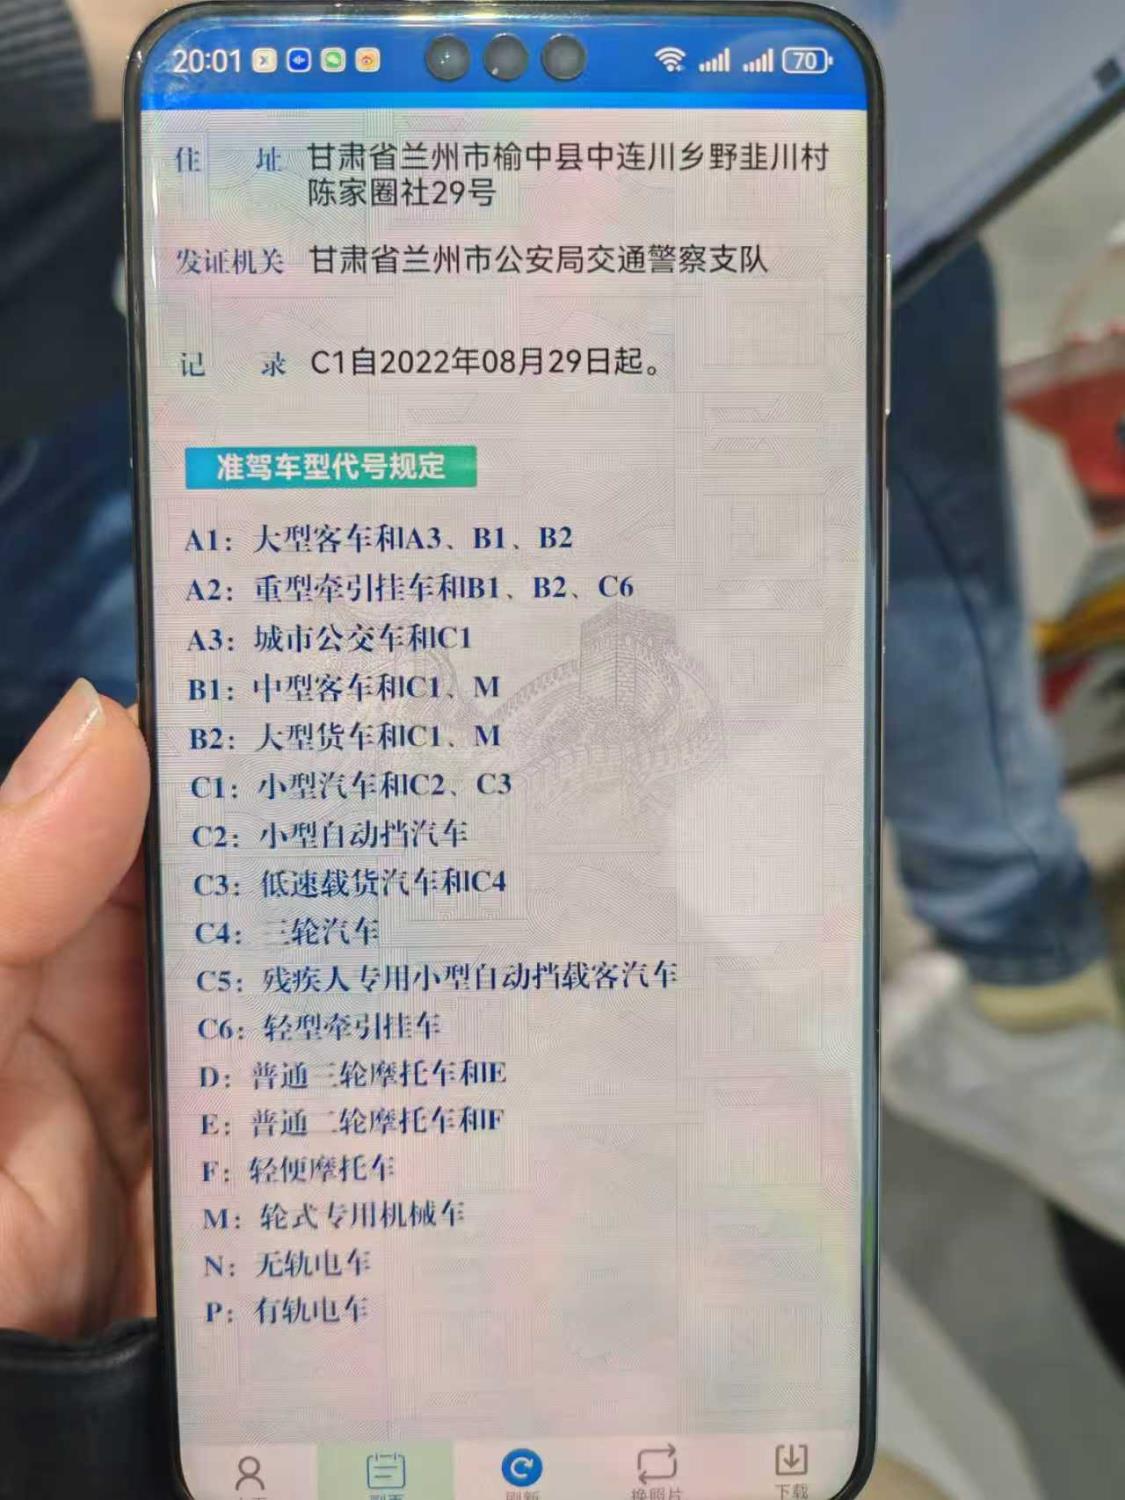 20:01 70
住 址 甘肃省兰州市榆中县中连川乡野韭川村
陈家圈社29号
发证机关 甘肃省兰州市公安局交通警察支队
记 录 C1自2022年08月29日起。
准驾车型代号规定
A1：大型客车和A3、B1、B2
A2：重型牵引挂车和B1、B2、C6
A3：城市公交车和C1
B1：中型客车和C1、M
B2：大型货车和C1、M
C1：小型汽车和C2、C3
C2：小型自动挡汽车
C3：低速载货汽车和C4
C4：三轮汽车
C5：残疾人专用小型自动挡载客汽车
C6：轻型牵引挂车
D：普通三轮摩托车和E
E：普通二轮摩托车和F
F：轻便摩托车
M：轮式专用机械车
N：无轨电车
P：有轨电车
刷新 换照片 下载